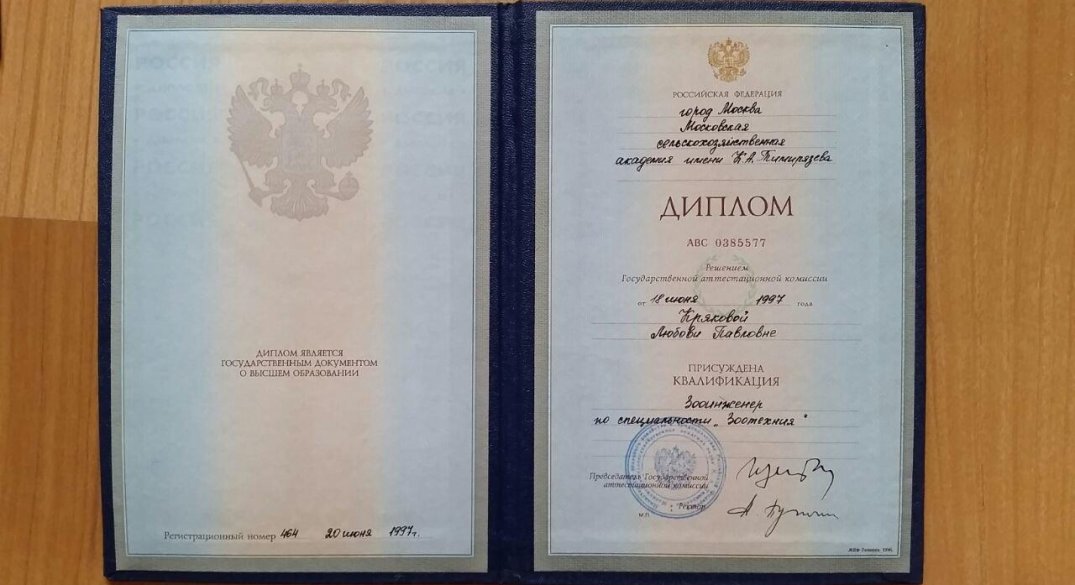 ДИПЛОМ ЯВЛЯЕТСЯ
ГОСУДАРСТВЕННЫМ ДОКУМЕНТОМ
О ВЫСШЕМ ОБРАЗОВАНИИ
Регистрационный номер 464 20 июня 1997г.
РОССИЙСКАЯ ФЕДЕРАЦИЯ
город Москва
Московская
сельскохозяйственная
академия имени К.А. Тимирязева
ДИПЛОМ
АВС 0385577
Решением
Государственной аттестационной комиссии
от 18 июня 1997 года
Кряковой
Любови Павловне
ПРИСУЖДЕНА
КВАЛИФИКАЦИЯ
Зооинженер
по специальности „Зоотехния"
Председатель Государственной
аттестационной комиссии
Ректор
М.П.